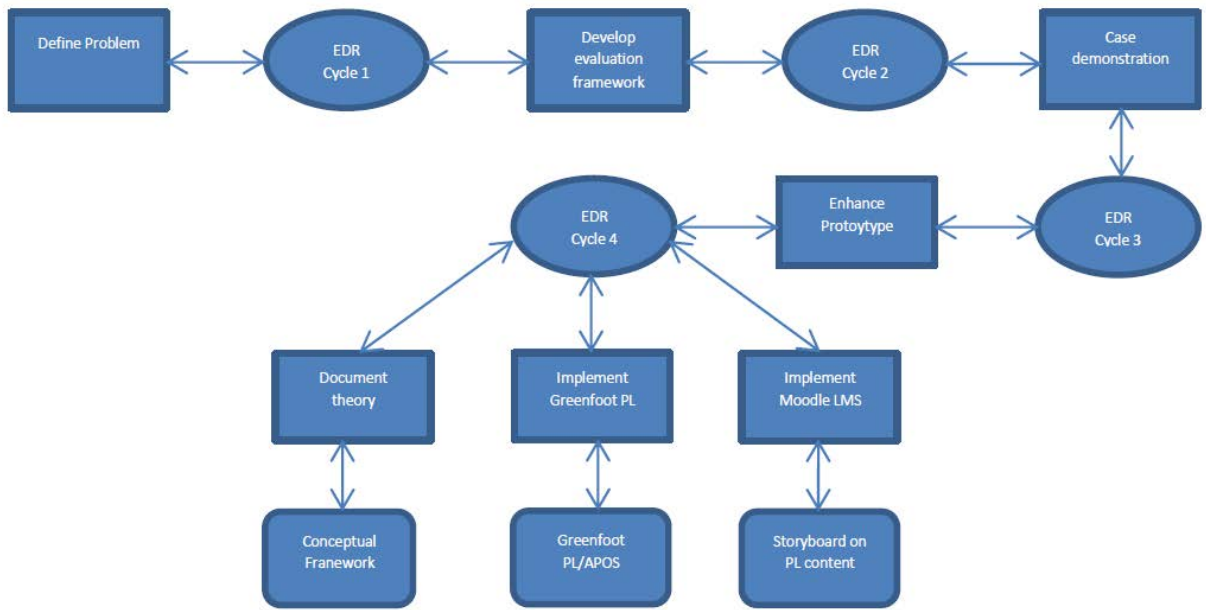 Define Problem
EDR
Cycle 1
Develop
evaluation
framework
EDR
Cycle 2
Case
demonstration
EDR
Cycle 4
Enhance
Protoytype
EDR
Cycle 3
Document
theory
Implement
Greenfoot PL
Implement
Moodle LMS
Conceptual
Franework
Greenfoot
PL/APOS
Storyboard on
PL content